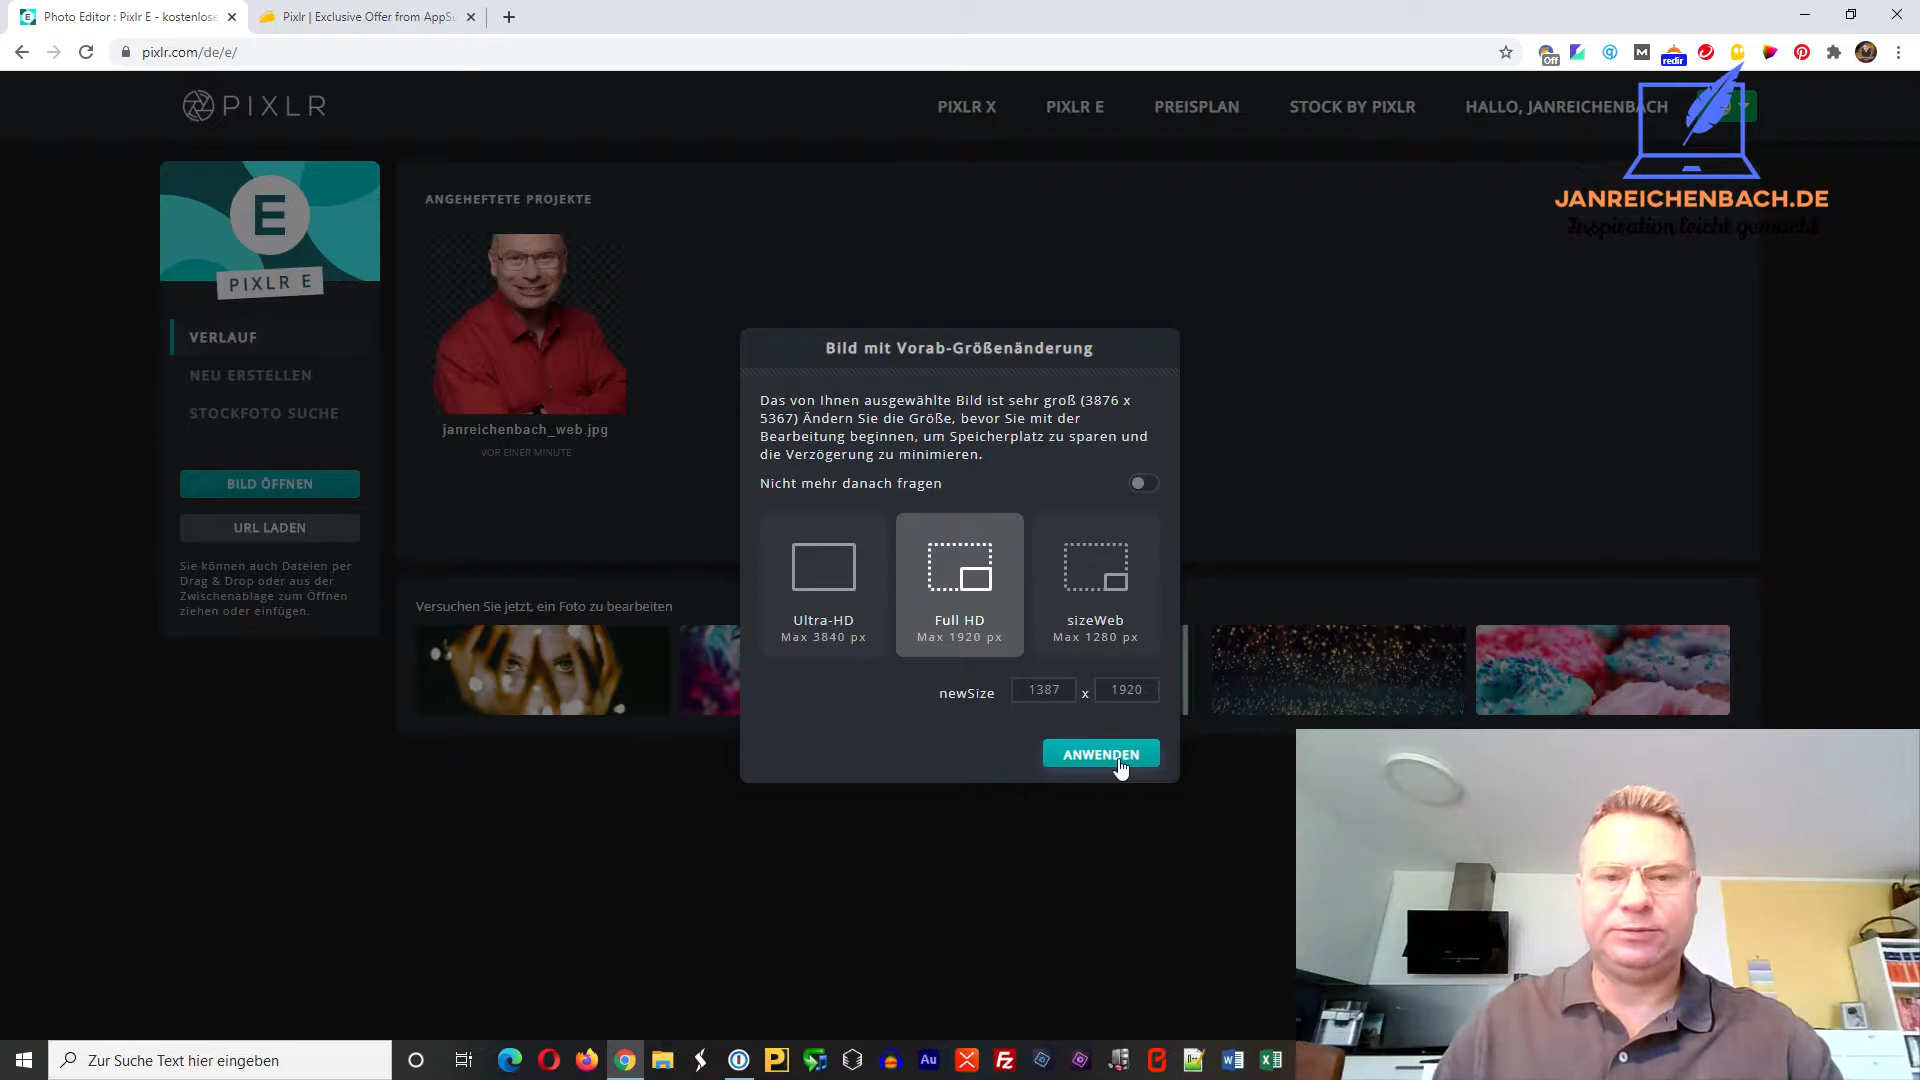 Photo Editor : Pixlr E - kostenlose
Pixlr | Exclusive Offer from AppSu
pixlr.com/de/e/
Off
M
redir
PIXLR
PIXLR X
PIXLR E
PREISPLAN
STOCK BY PIXLR
HALLO, JANREICHENBACH
JANREICHENBACH.DE
Inspiration leicht gemacht
E
PIXLR E
VERLAUF
NEU ERSTELLEN
STOCKFOTO SUCHE
BILD ÖFFNEN
URL LADEN
Sie können auch Dateien per
Drag & Drop oder aus der
Zwischenablage zum Öffnen
ziehen oder einfügen.
ANGEHEFTETE PROJEKTE
janreichenbach_web.jpg
VOR EINER MINUTE
Versuchen Sie jetzt, ein Foto zu bearbeiten
Bild mit Vorab-Größenänderung
Das von Ihnen ausgewählte Bild ist sehr groß (3876 x
5367) Ändern Sie die Größe, bevor Sie mit der
Bearbeitung beginnen, um Speicherplatz zu sparen und
die Verzögerung zu minimieren.
Nicht mehr danach fragen
Ultra-HD
Max 3840 px
Full HD
Max 1920 px
sizeWeb
Max 1280 px
newSize 1387 x 1920
ANWENDEN
Zur Suche Text hier eingeben
Au